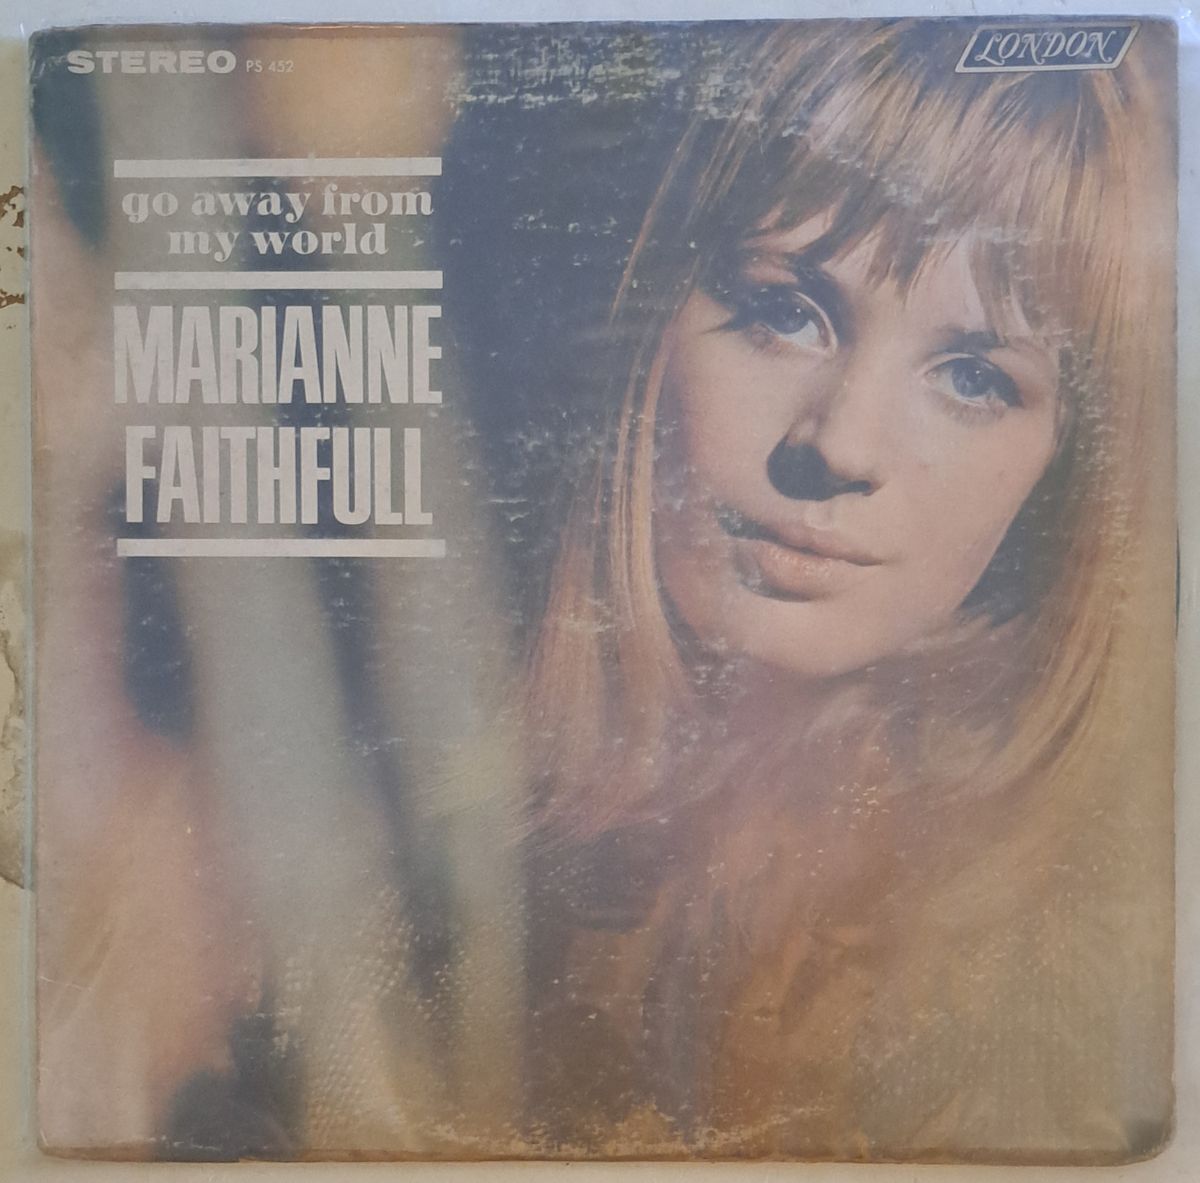 STEREO PS 452
LONDON
go away from
my world
MARIANNE
FAITHFULL